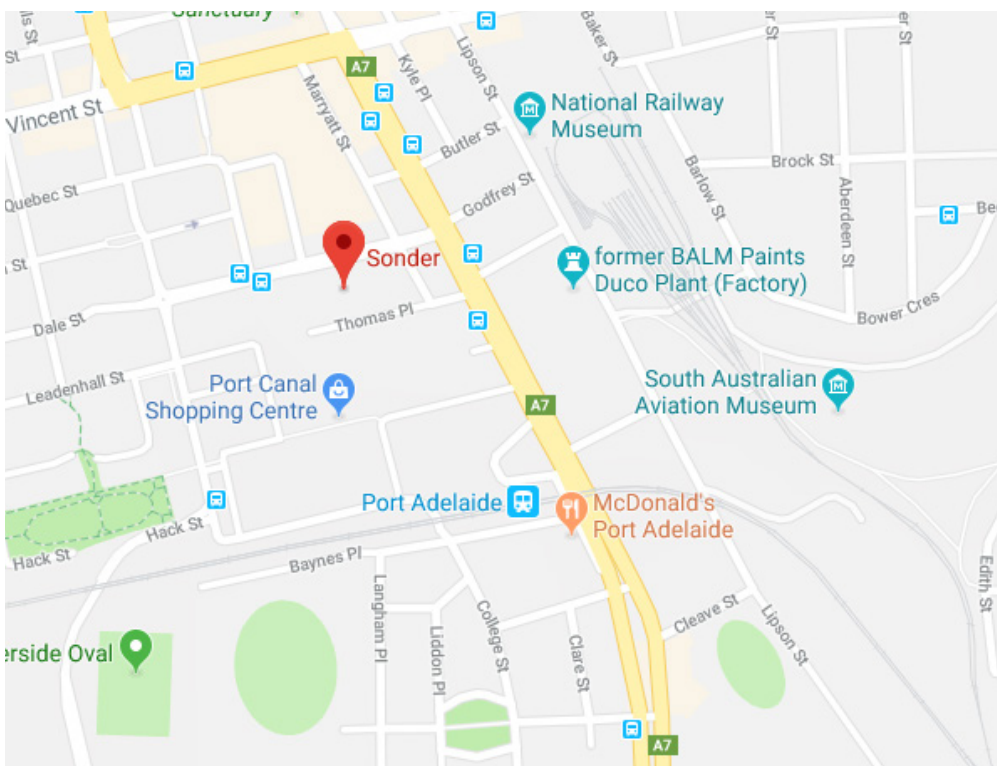 Sanctuary
St
Vincent St
A7
Kyle Pl
Lipson St
Baker St
National Railway
Museum
Marryatt St
Butler St
Brock St
Barlow St
Aberdeen St
Quebec St
Godfrey St
Sonder
former BALM Paints
Duco Plant (Factory)
St
Dale St
Thomas Pl
Bower Cres
Leadenhall St
Port Canal
Shopping Centre
South Australian
Aviation Museum
A7
Port Adelaide
McDonald's
Port Adelaide
Hack St
Hack St
Baynes Pl
Langham Pl
Liddon Pl
College St
Clare St
Cleave St
Lipson St
Edith St
erside Oval
A7